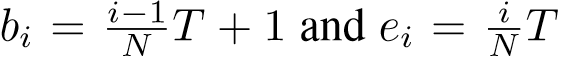 $b_i = \frac{i-1}{N}T + 1$ and $e_i = \frac{i}{N}T$